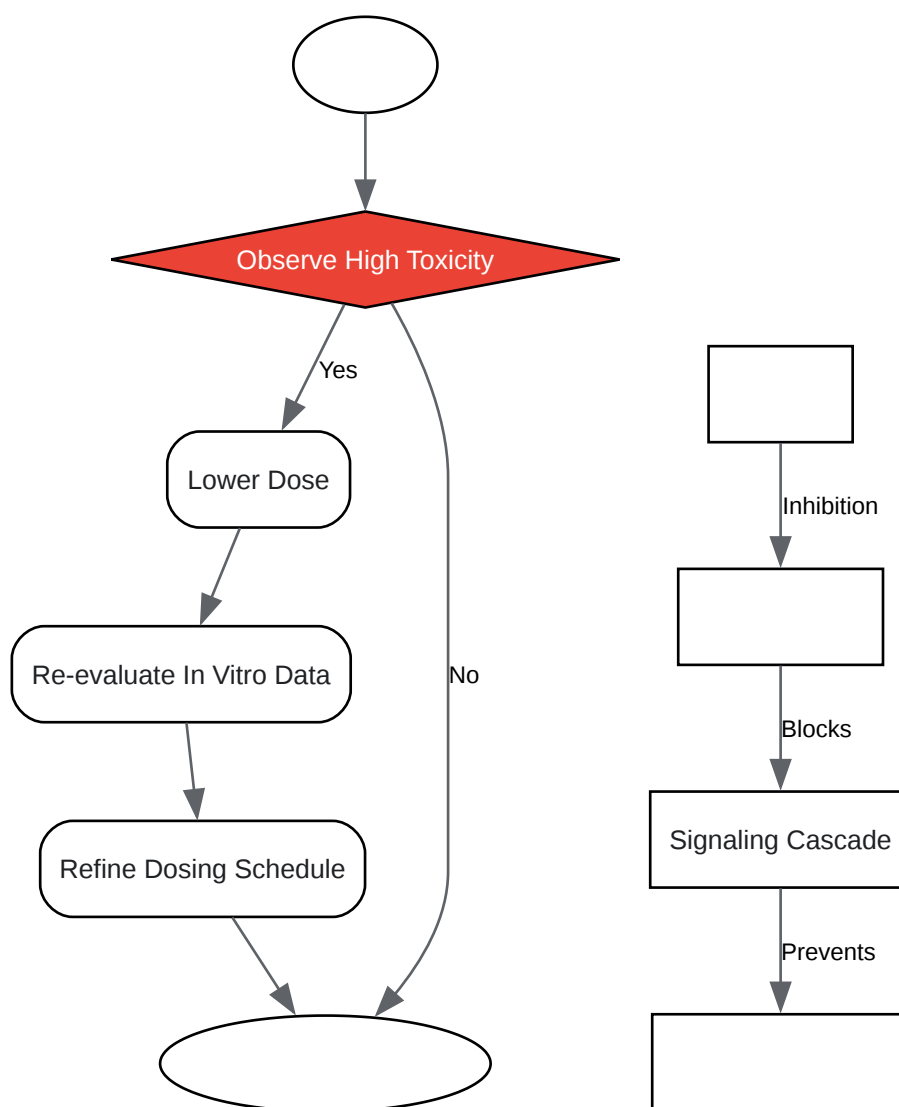 Observe High Toxicity
Yes
Lower Dose
Re-evaluate In Vitro Data
No
Refine Dosing Schedule
Inhibition
Blocks
Signaling Cascade
Prevents